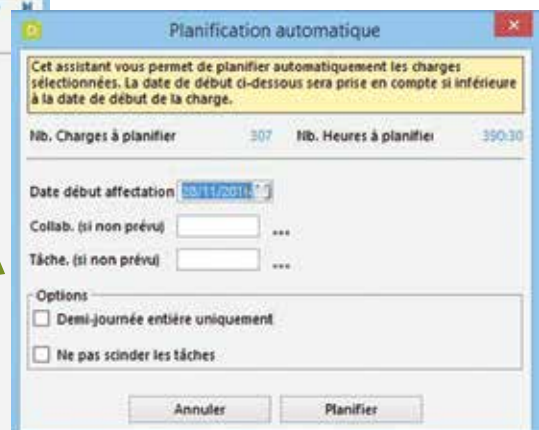 Planification automatique
Cet assistant vous permet de planifier automatiquement les charges
sélectionnées. La date de début ci-dessous sera prise en compte si inférieure
à la date de début de la charge.
Nb. Charges à planifier 307 Nb. Heures à planifier 390:30
Date début affectation
Collab. (si non prévu) ...
Tâche. (si non prévu) ...
Options
Demi-journée entière uniquement
Ne pas scinder les tâches
Annuler Planifier